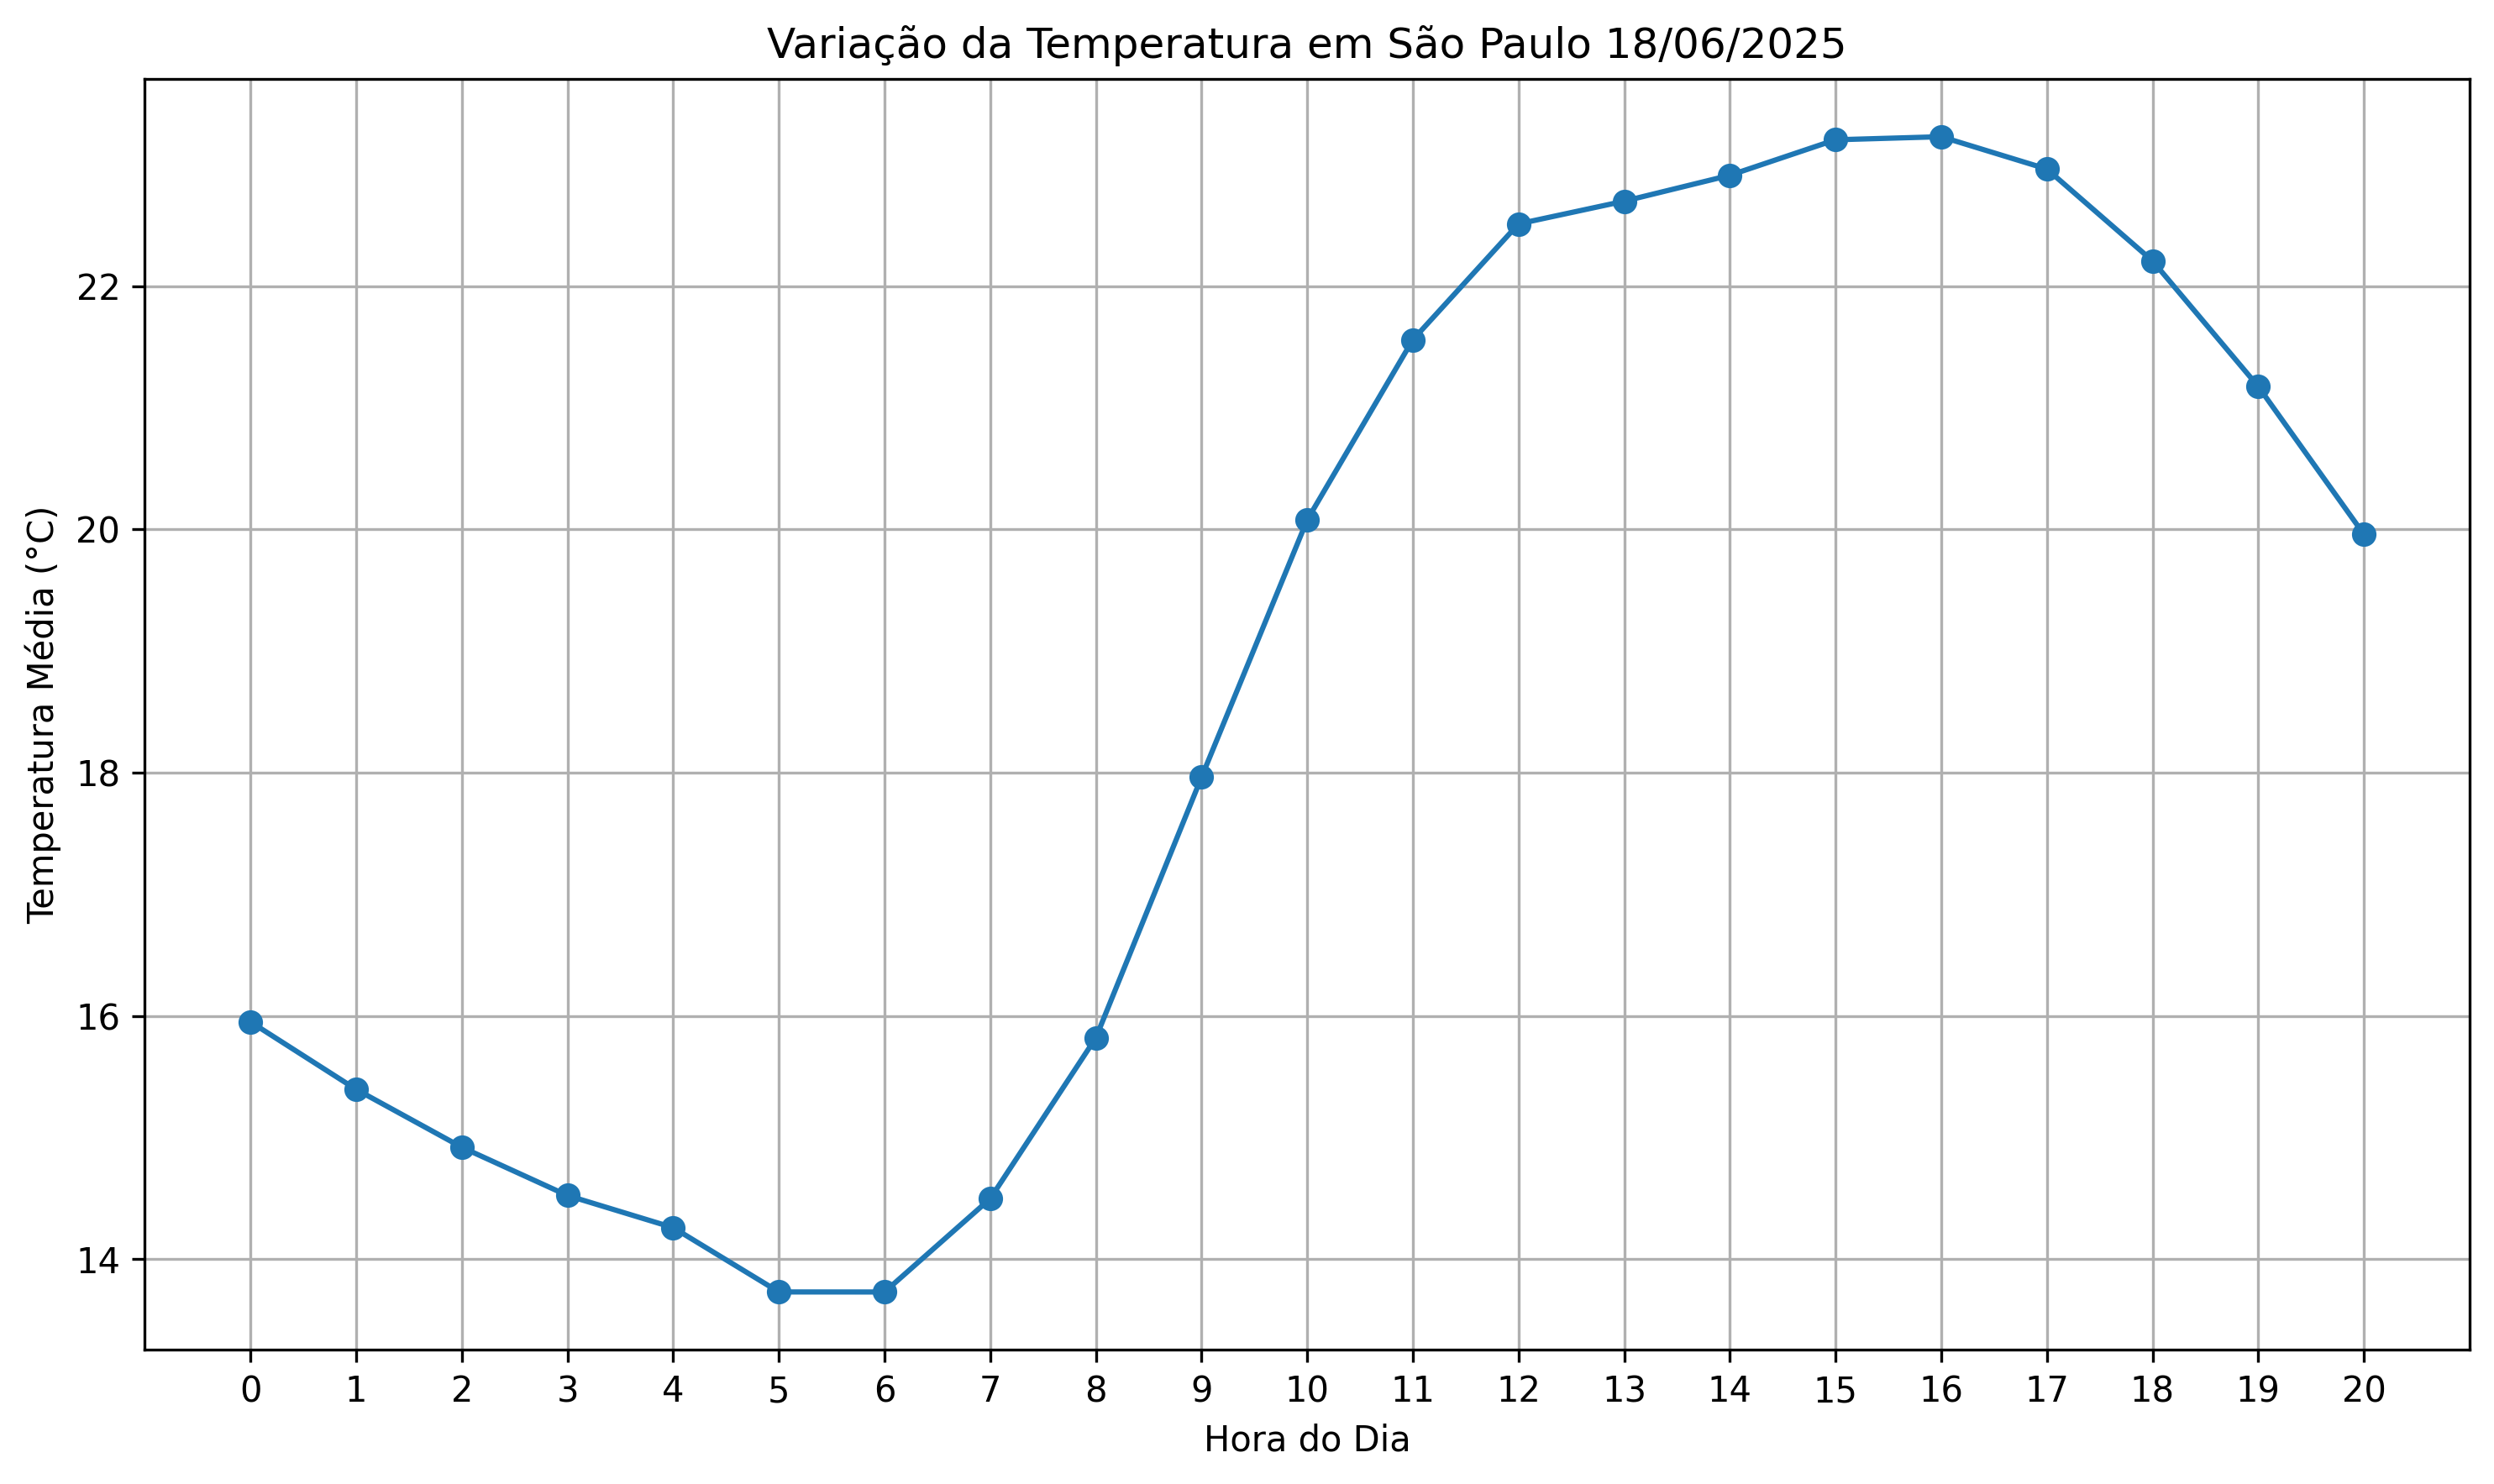 Variação da Temperatura em São Paulo 18/06/2025
Temperatura Média (°C)
22
20
18
16
14
0 1 2 3 4 5 6 7 8 9 10 11 12 13 14 15 16 17 18 19 20
Hora do Dia